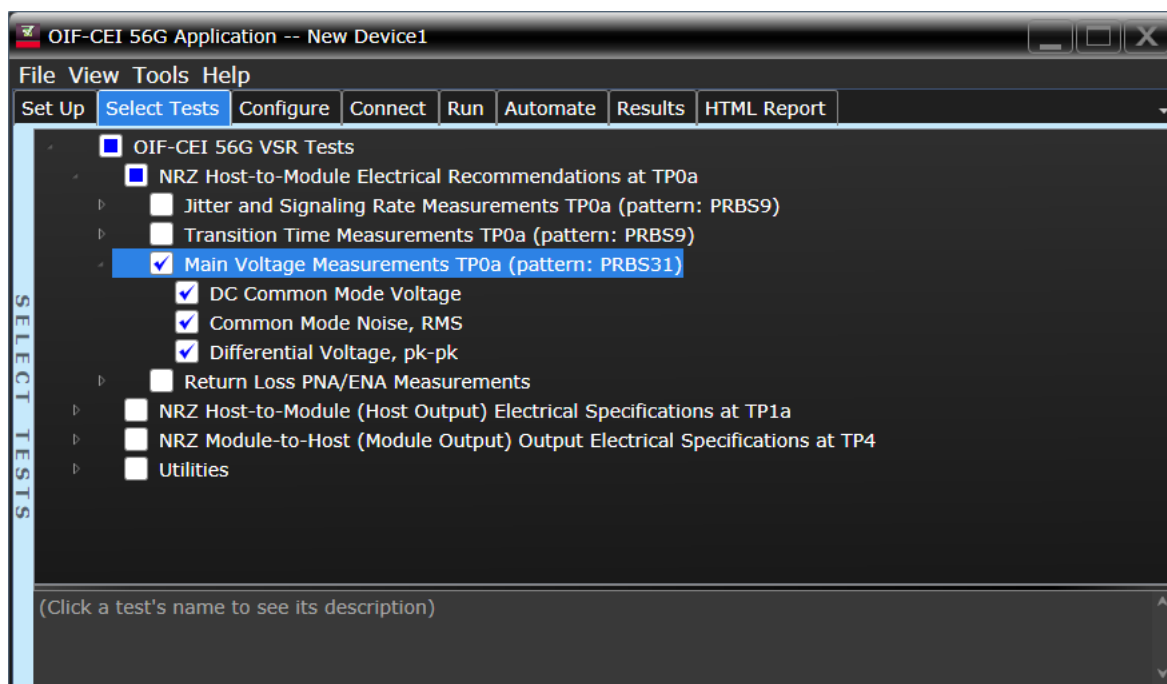 OIF-CEI 56G Application -- New Device1
File View Tools Help
Set Up Select Tests Configure Connect Run Automate Results HTML Report
OIF-CEI 56G VSR Tests
NRZ Host-to-Module Electrical Recommendations at TP0a
Jitter and Signaling Rate Measurements TP0a (pattern: PRBS9)
Transition Time Measurements TP0a (pattern: PRBS9)
Main Voltage Measurements TP0a (pattern: PRBS31)
DC Common Mode Voltage
Common Mode Noise, RMS
Differential Voltage, pk-pk
Return Loss PNA/ENA Measurements
NRZ Host-to-Module (Host Output) Electrical Specifications at TP1a
NRZ Module-to-Host (Module Output) Output Electrical Specifications at TP4
Utilities
SELECT TESTS
(Click a test's name to see its description)